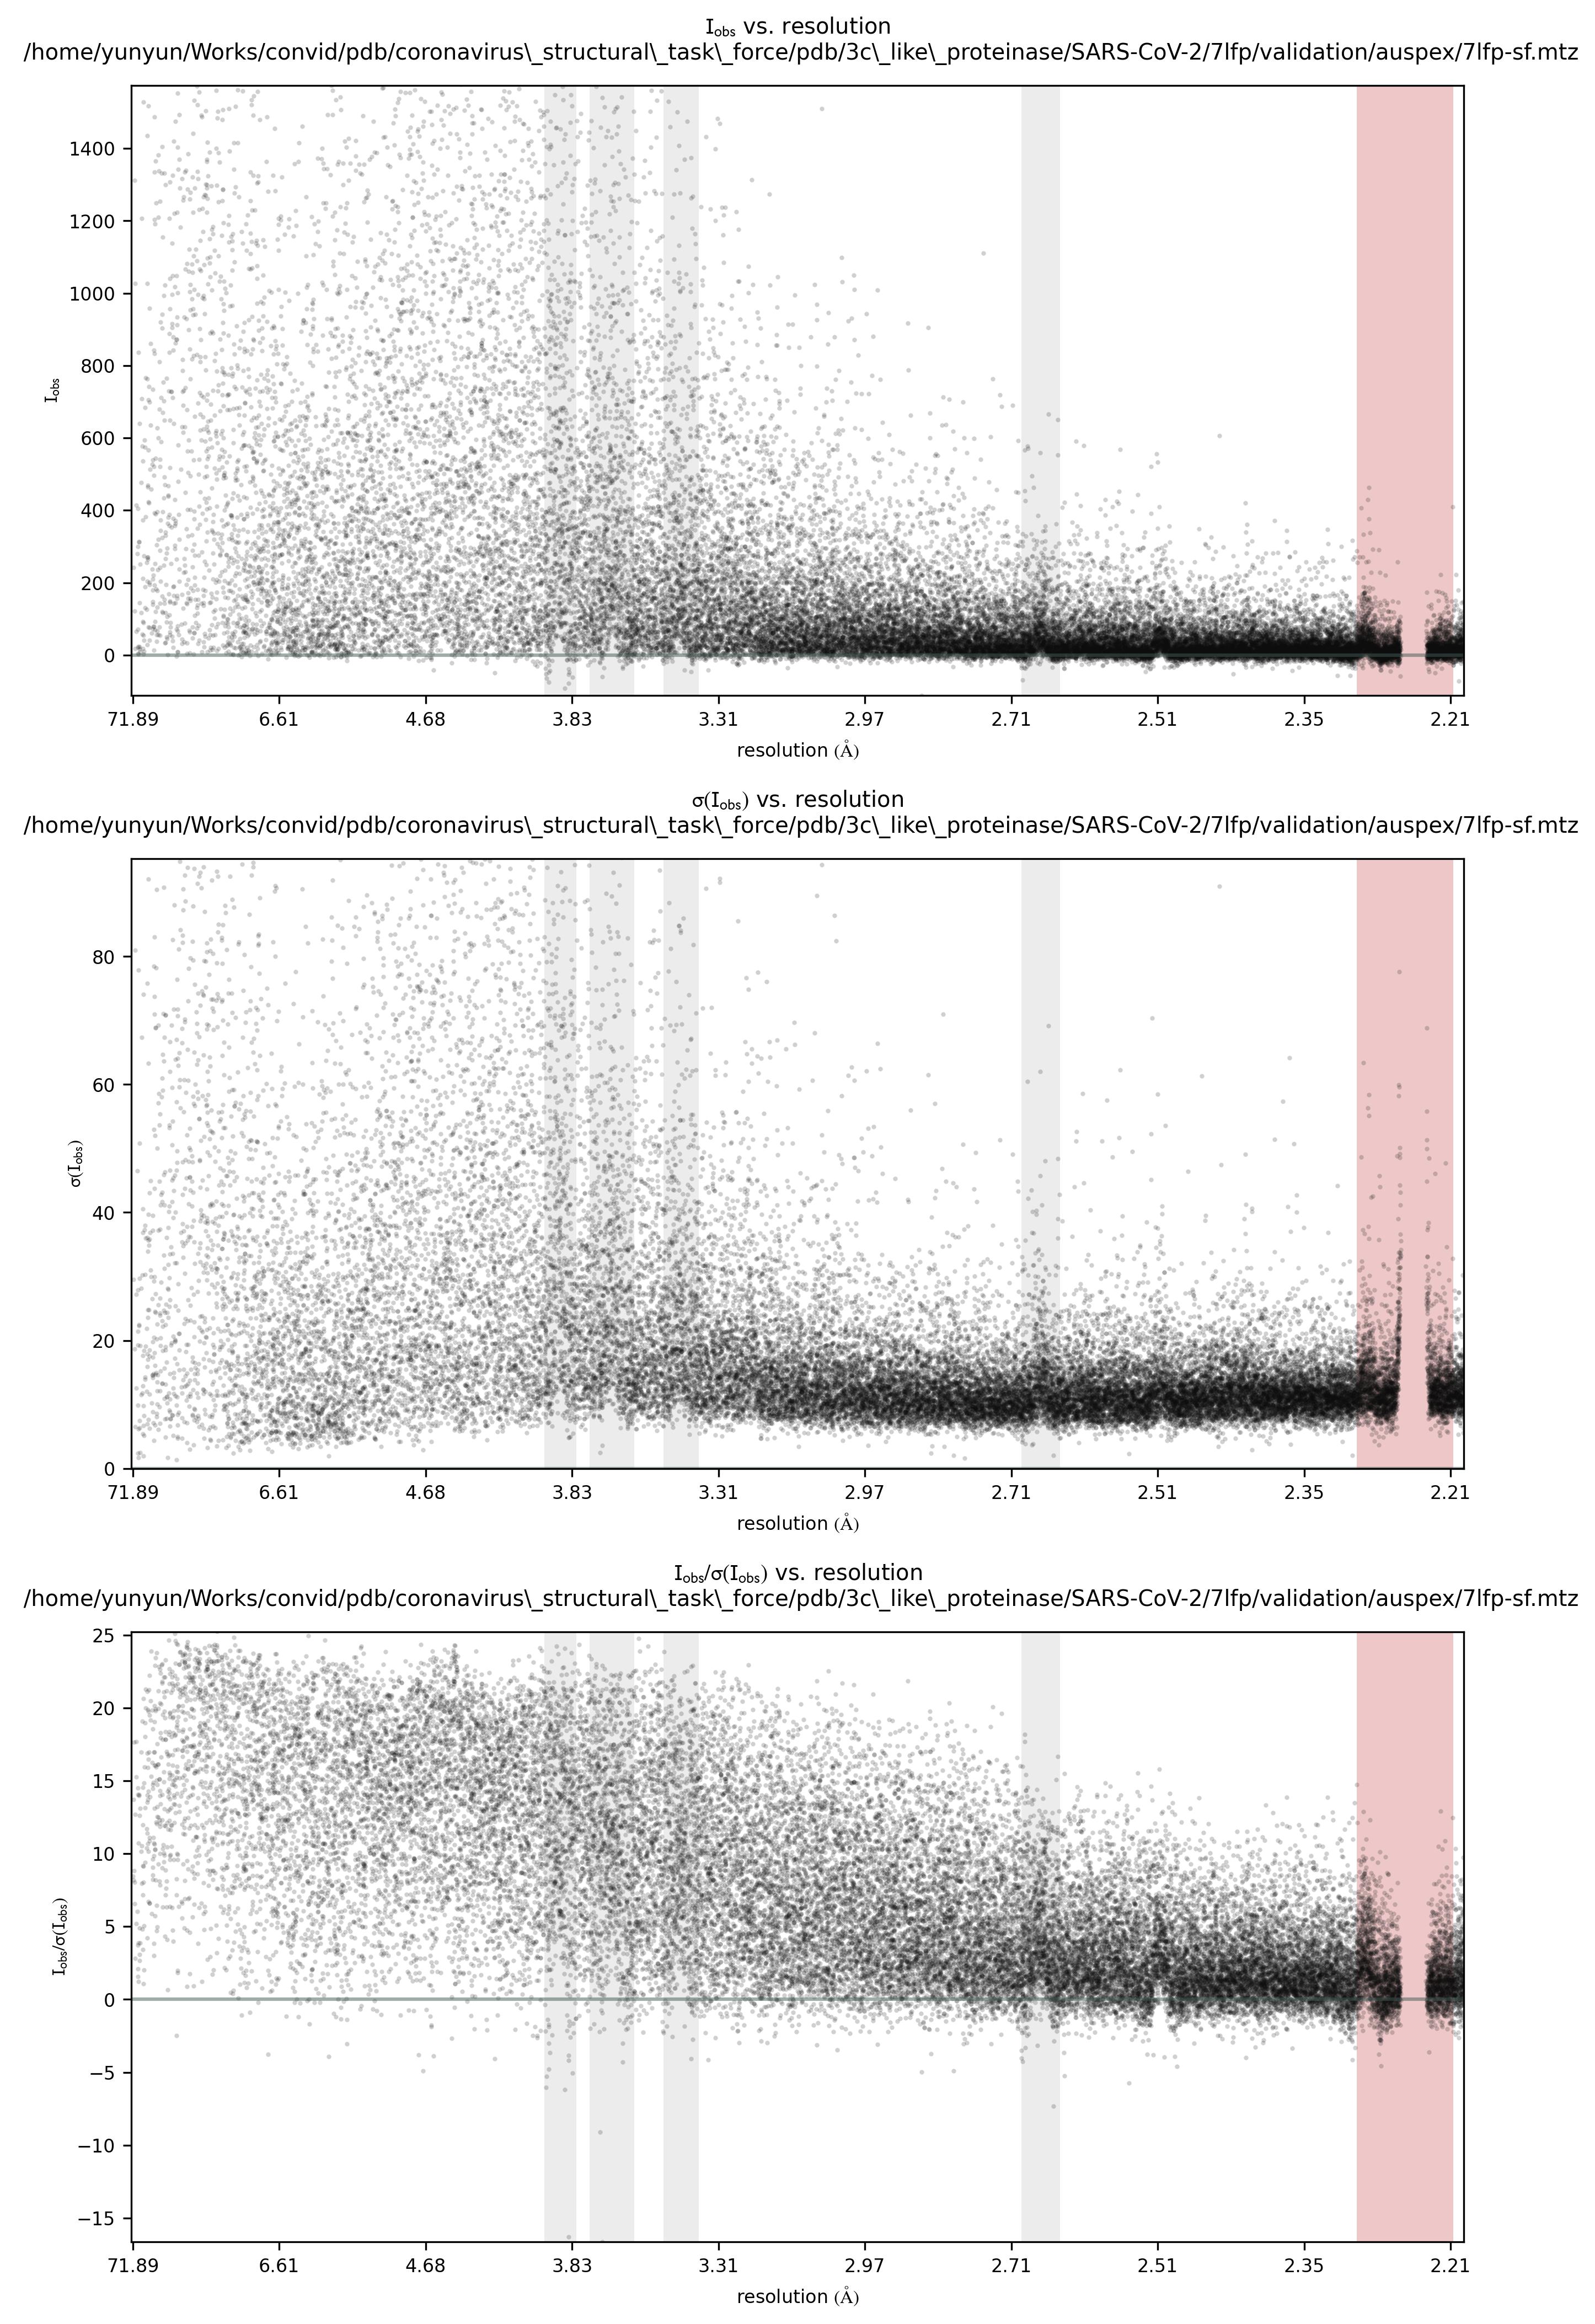 Iobs vs. resolution
/home/yunyun/Works/convid/pdb/coronavirus\_structural\_task\_force/pdb/3c\_like\_proteinase/SARS-CoV-2/7lfp/validation/auspex/7lfp-sf.mtz
1400
1200
1000
800
600
400
200
0
Iobs
71.89 6.61 4.68 3.83 3.31 2.97 2.71 2.51 2.35 2.21
resolution (Å)
σ(Iobs) vs. resolution
/home/yunyun/Works/convid/pdb/coronavirus\_structural\_task\_force/pdb/3c\_like\_proteinase/SARS-CoV-2/7lfp/validation/auspex/7lfp-sf.mtz
80
60
40
20
0
σ(Iobs)
71.89 6.61 4.68 3.83 3.31 2.97 2.71 2.51 2.35 2.21
resolution (Å)
Iobs/σ(Iobs) vs. resolution
/home/yunyun/Works/convid/pdb/coronavirus\_structural\_task\_force/pdb/3c\_like\_proteinase/SARS-CoV-2/7lfp/validation/auspex/7lfp-sf.mtz
25
20
15
10
5
0
−5
−10
−15
Iobs/σ(Iobs)
71.89 6.61 4.68 3.83 3.31 2.97 2.71 2.51 2.35 2.21
resolution (Å)